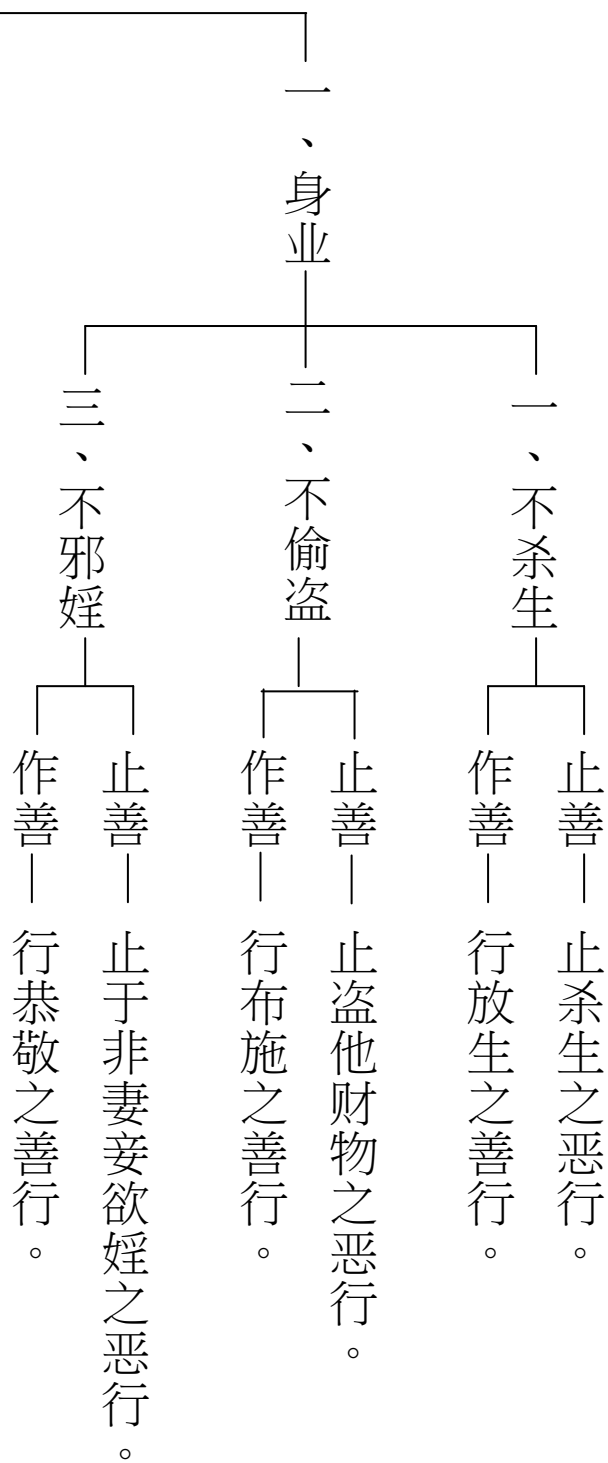 一、身业
一、不杀生
止善— 止杀生之恶行。
作善— 行放生之善行。
二、不偷盗
止善— 止盗他财物之恶行。
作善— 行布施之善行。
三、不邪婬
止善— 止于非妻妾欲婬之恶行。
作善— 行恭敬之善行。